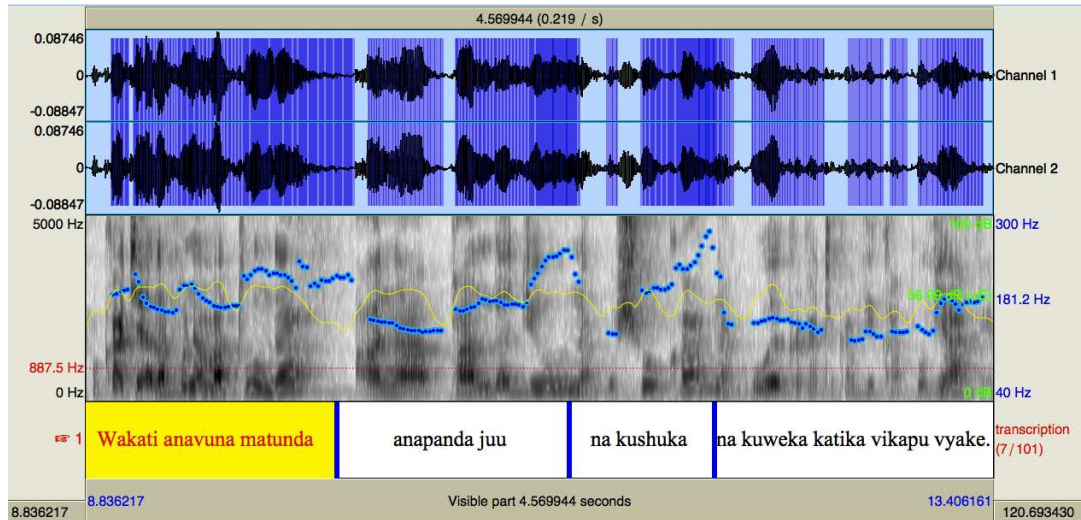 4.569944 (0.219 / s)
0.08746
0
-0.08847
Channel 1
0.08746
0
-0.08847
Channel 2
5000 Hz
100 dB
300 Hz
181.2 Hz
887.5 Hz
0 Hz
0 dB
40 Hz
☞ 1
Wakati anavuna matunda
anapanda juu
na kushuka
na kuweka katika vikapu vyake.
transcription
(7/101)
8.836217
Visible part 4.569944 seconds
13.406161
8.836217
120.693430